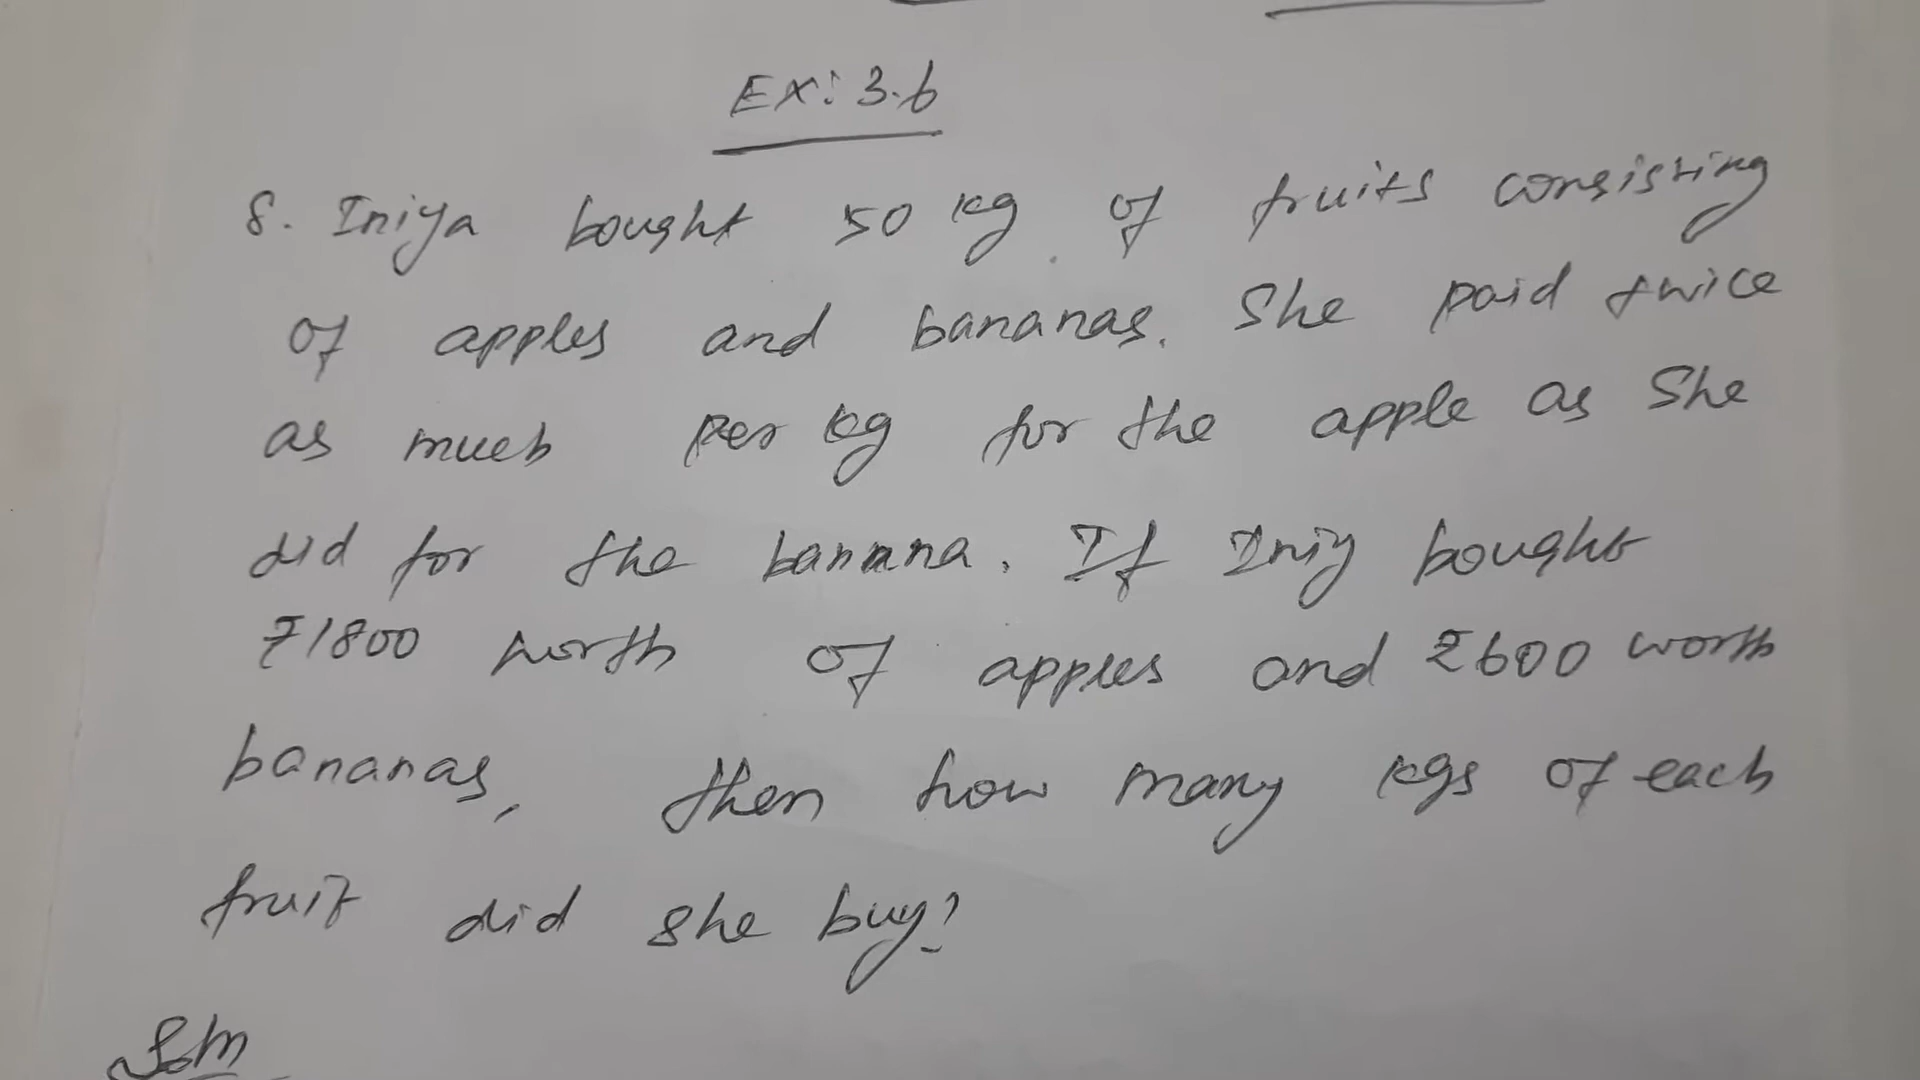 Ex: 3.6
8. Iniya bought 50 kg of fruits consisting
of apples and bananas. She paid twice
as much per kg for the apple as She
did for the banana. If Iniy bought
₹1800 worth of apples and ₹600 worth
bananas, then how many kgs of each
fruit did she buy?
Soln